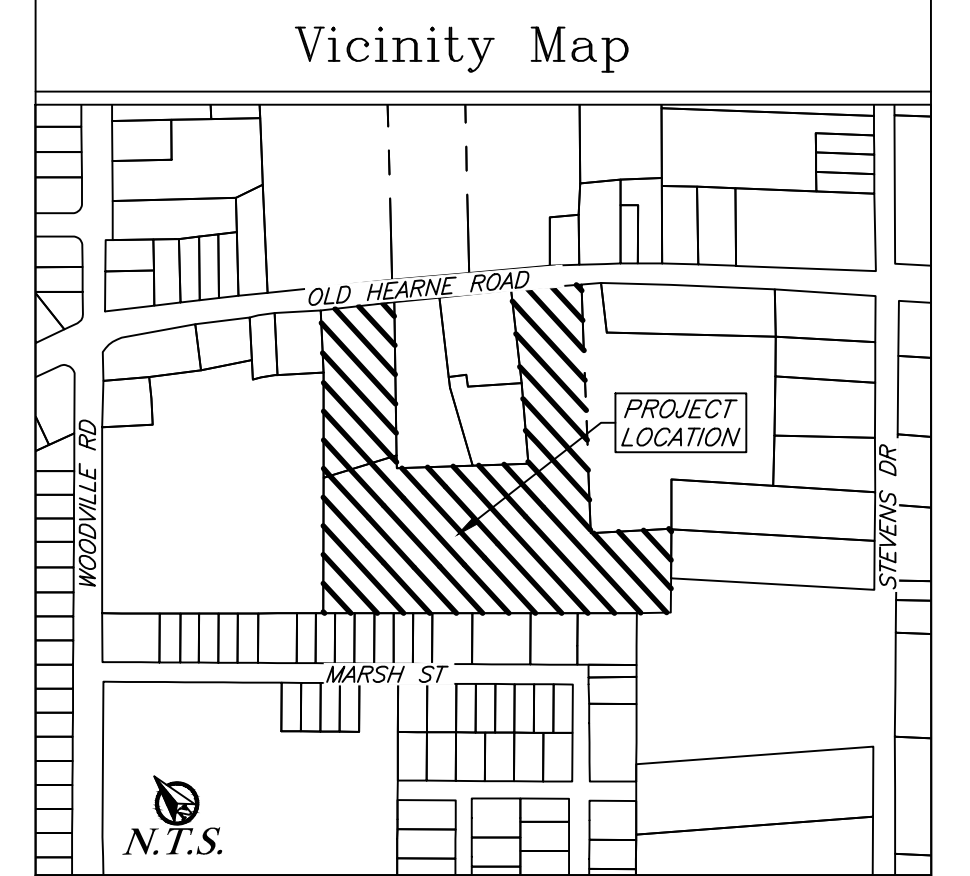 Vicinity Map
OLD HEARNE ROAD
PROJECT
LOCATION
WOODVILLE RD
STEVENS DR
MARSH ST
N.T.S.